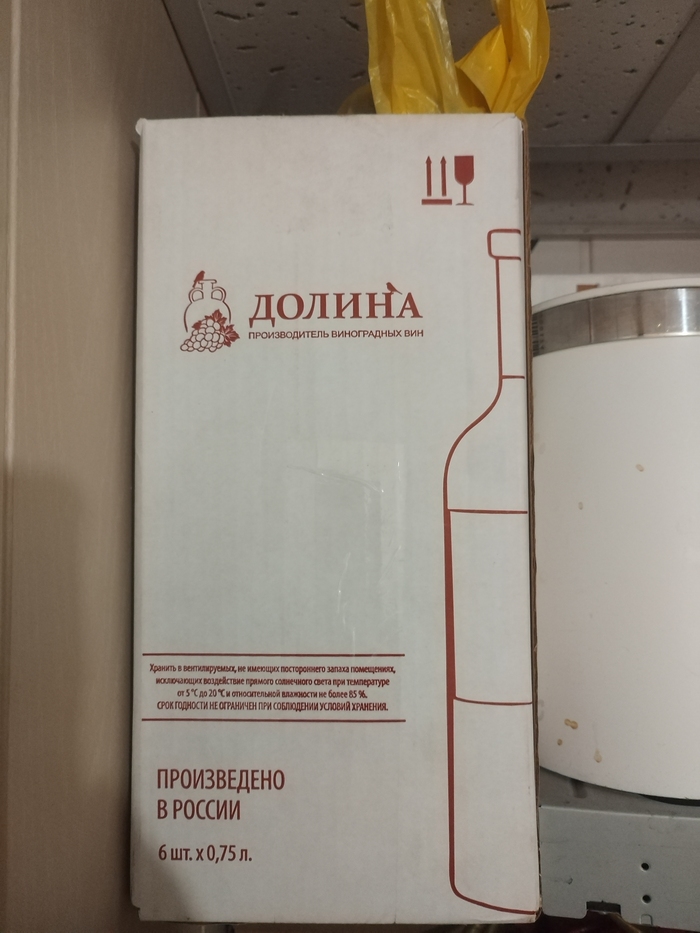 ДОЛИНА
ПРОИЗВОДИТЕЛЬ ВИНОГРАДНЫХ ВИН
Хранить в вентилируемых, не имеющих постороннего запаха помещениях,
исключающих воздействие прямого солнечного света при температуре
от 5 °С до 20 °С и относительной влажности не более 85 %.
СРОК ГОДНОСТИ НЕ ОГРАНИЧЕН ПРИ СОБЛЮДЕНИИ УСЛОВИЙ ХРАНЕНИЯ.
ПРОИЗВЕДЕНО
В РОССИИ
6 шт. х 0,75 л.